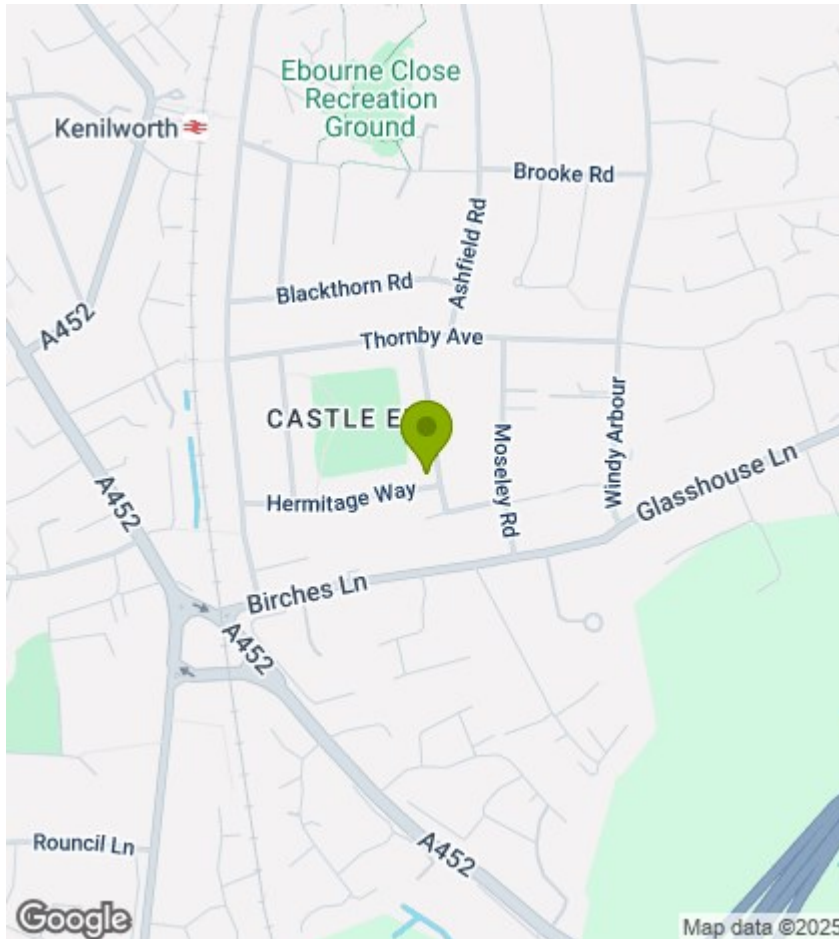 Ebourne Close
Recreation
Ground
Kenilworth
Brooke Rd
Ashfield Rd
Blackthorn Rd
A452
Thornby Ave
CASTLE E
Moseley Rd
Windy Arbour
Glasshouse Ln
A452
Hermitage Way
Birches Ln
A452
Rouncil Ln
A452
Google
Map data ©2025